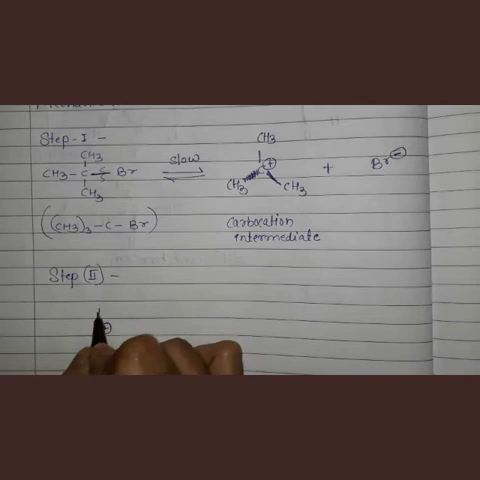 Step-I -
CH3
CH3
CH3-C-Br slow + Br⊖
C⊕
CH3
CH3 CH3
((CH3)3-C-Br) Carbocation
intermediate
Step (II) -